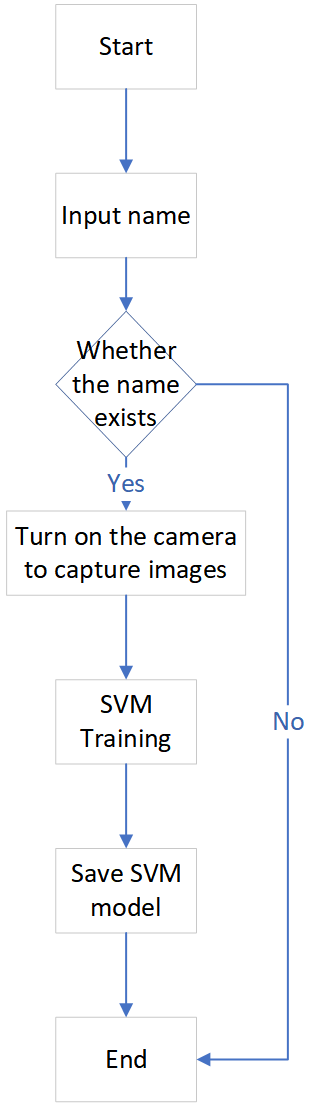 Start
Input name
Whether
the name
exists
Yes
Turn on the camera
to capture images
SVM
Training
No
Save SVM
model
End